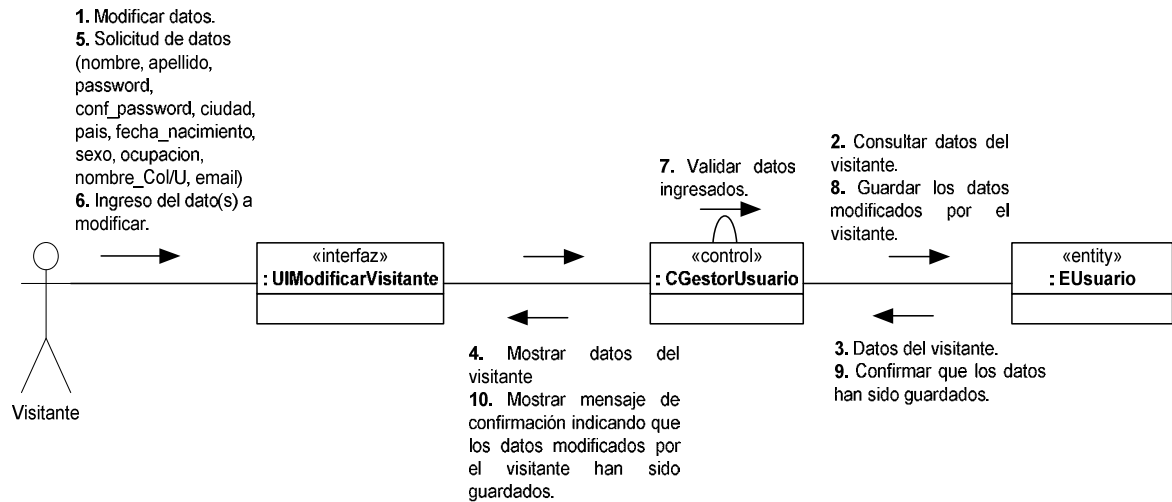 1. Modificar datos.
5. Solicitud de datos
(nombre, apellido,
password,
conf_password, ciudad,
pais, fecha_nacimiento,
sexo, ocupacion,
nombre_Col/U, email)
6. Ingreso del dato(s) a
modificar.
Visitante
«interfaz»
: UIModificarVisitante
4. Mostrar datos del
visitante
10. Mostrar mensaje de
confirmación indicando que
los datos modificados por
el visitante han sido
guardados.
7. Validar datos
ingresados.
«control»
: CGestorUsuario
2. Consultar datos del
visitante.
8. Guardar los datos
modificados por el
visitante.
3. Datos del visitante.
9. Confirmar que los datos
han sido guardados.
«entity»
: EUsuario